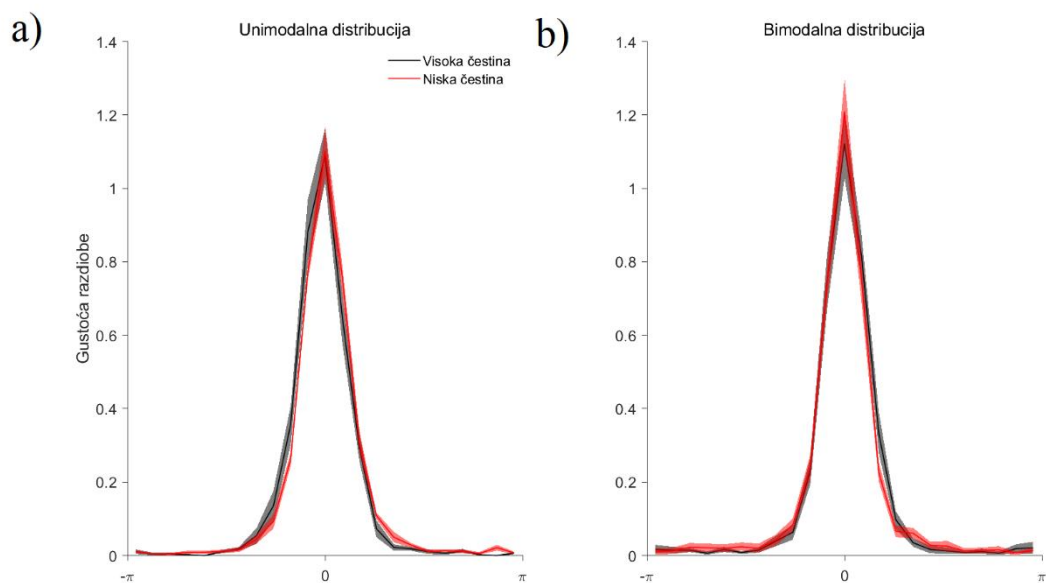 a)
Unimodalna distribucija
1.4
1.2
1
0.8
0.6
0.4
0.2
0
Gustoća razdiobe
Visoka čestina
Niska čestina
-π
0
π
b)
Bimodalna distribucija
1.4
1.2
1
0.8
0.6
0.4
0.2
0
-π
0
π